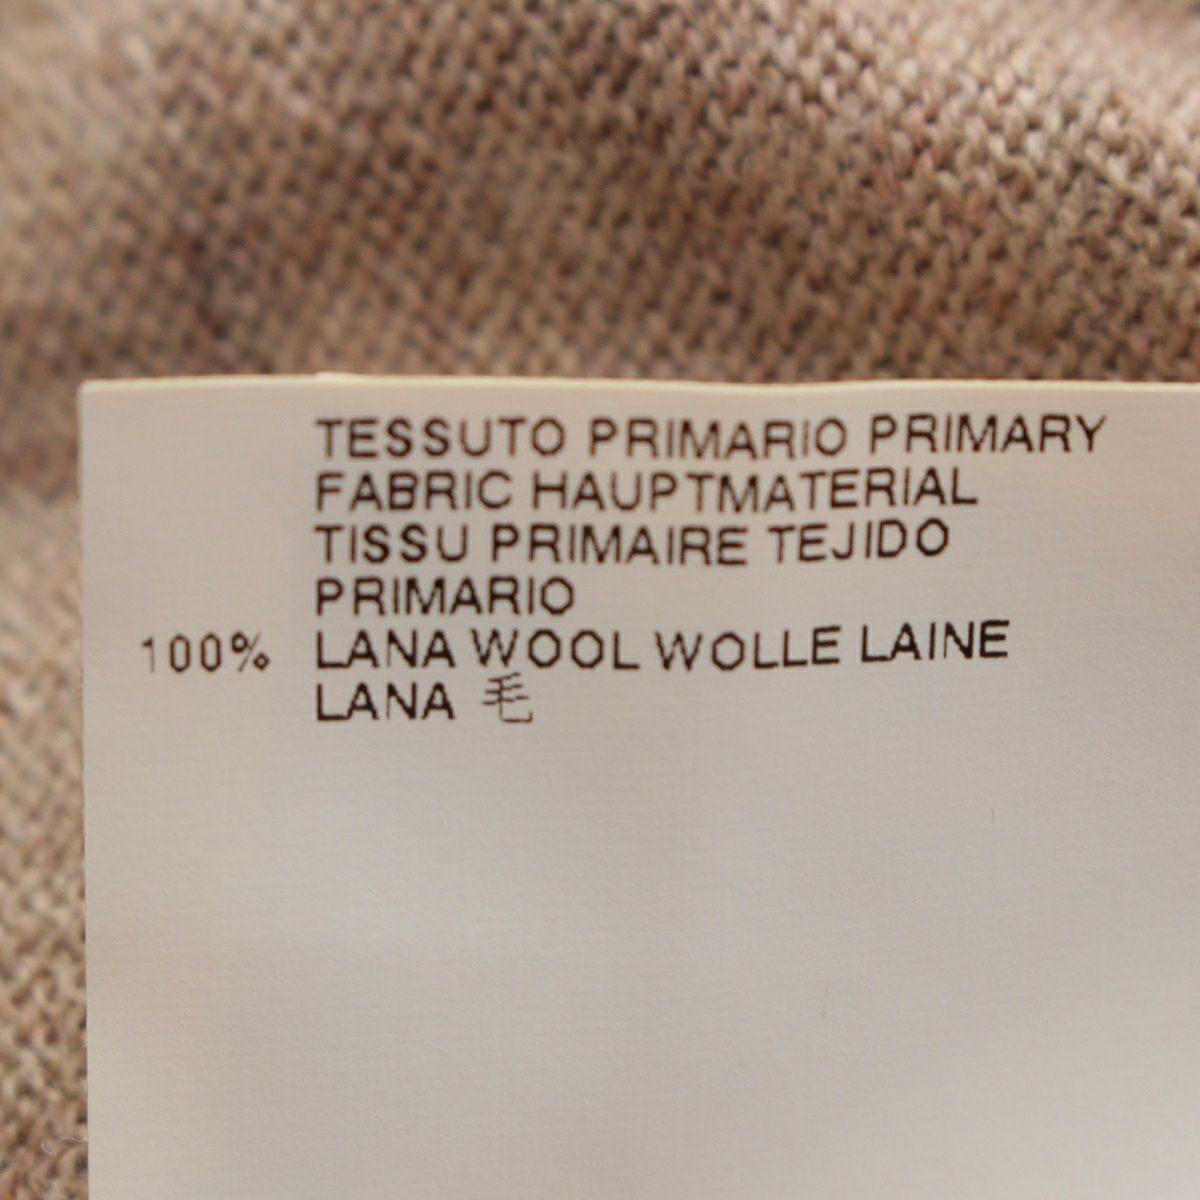 TESSUTO PRIMARIO PRIMARY
FABRIC HAUPTMATERIAL
TISSU PRIMAIRE TEJIDO
PRIMARIO
100% LANA WOOL WOLLE LAINE
LANA 毛